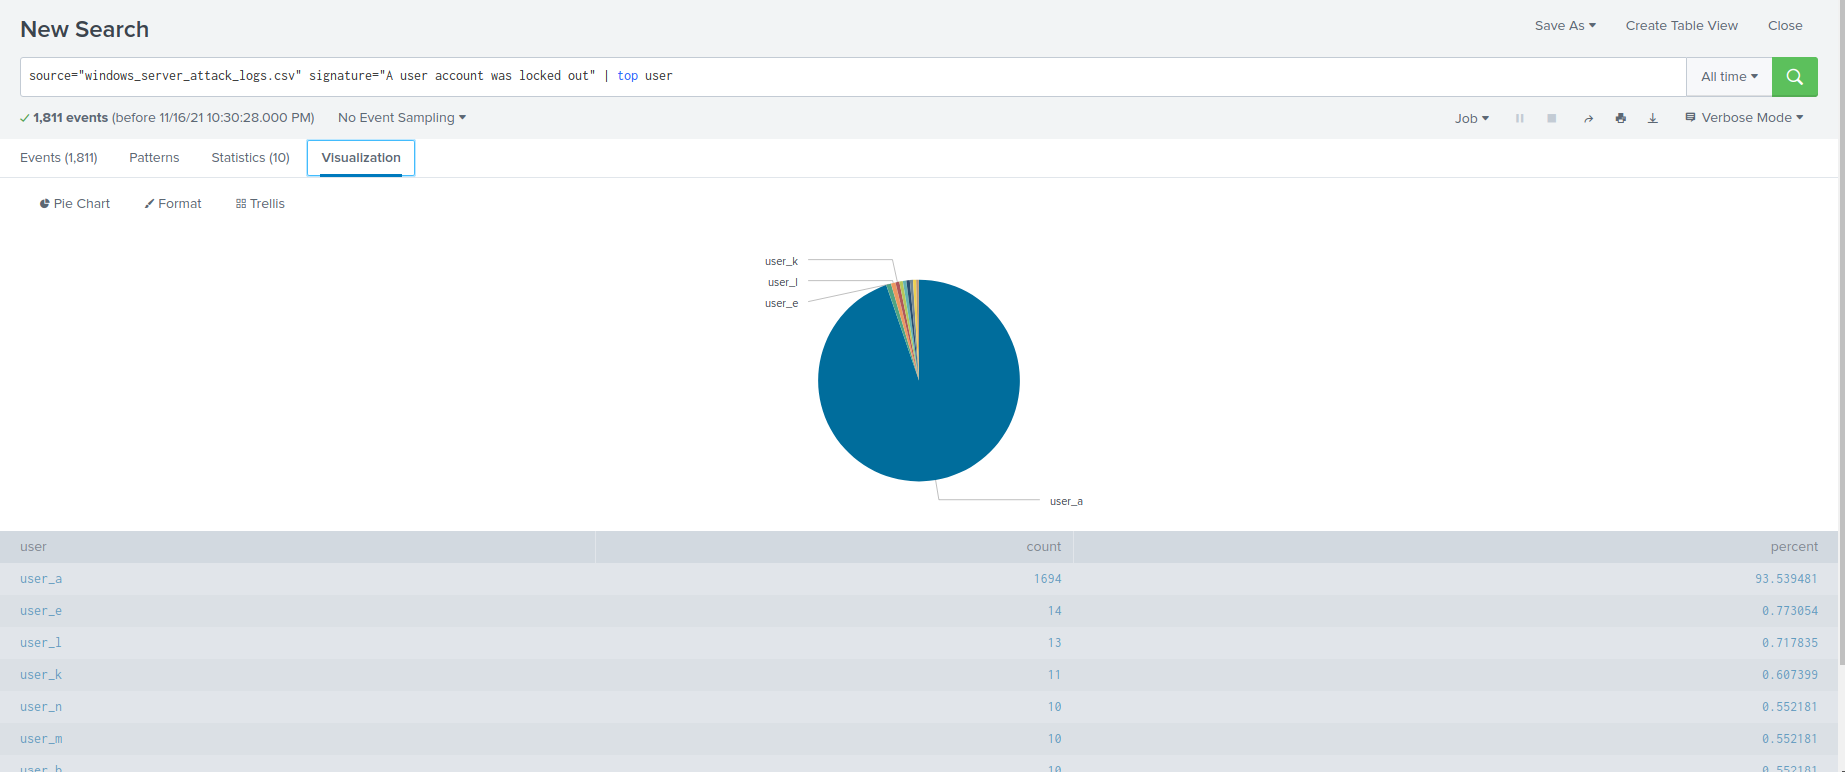 New Search
Save As Create Table View Close
source="windows_server_attack_logs.csv" signature="A user account was locked out" | top user
All time
1,811 events (before 11/16/21 10:30:28.000 PM) No Event Sampling
Job Verbose Mode
Events (1,811) Patterns Statistics (10) Visualization
Pie Chart Format Trellis
user_k
user_l
user_e
user_a
user count percent
user_a 1694 93.539481
user_e 14 0.773054
user_l 13 0.717835
user_k 11 0.607399
user_n 10 0.552181
user_m 10 0.552181
10 0.552181